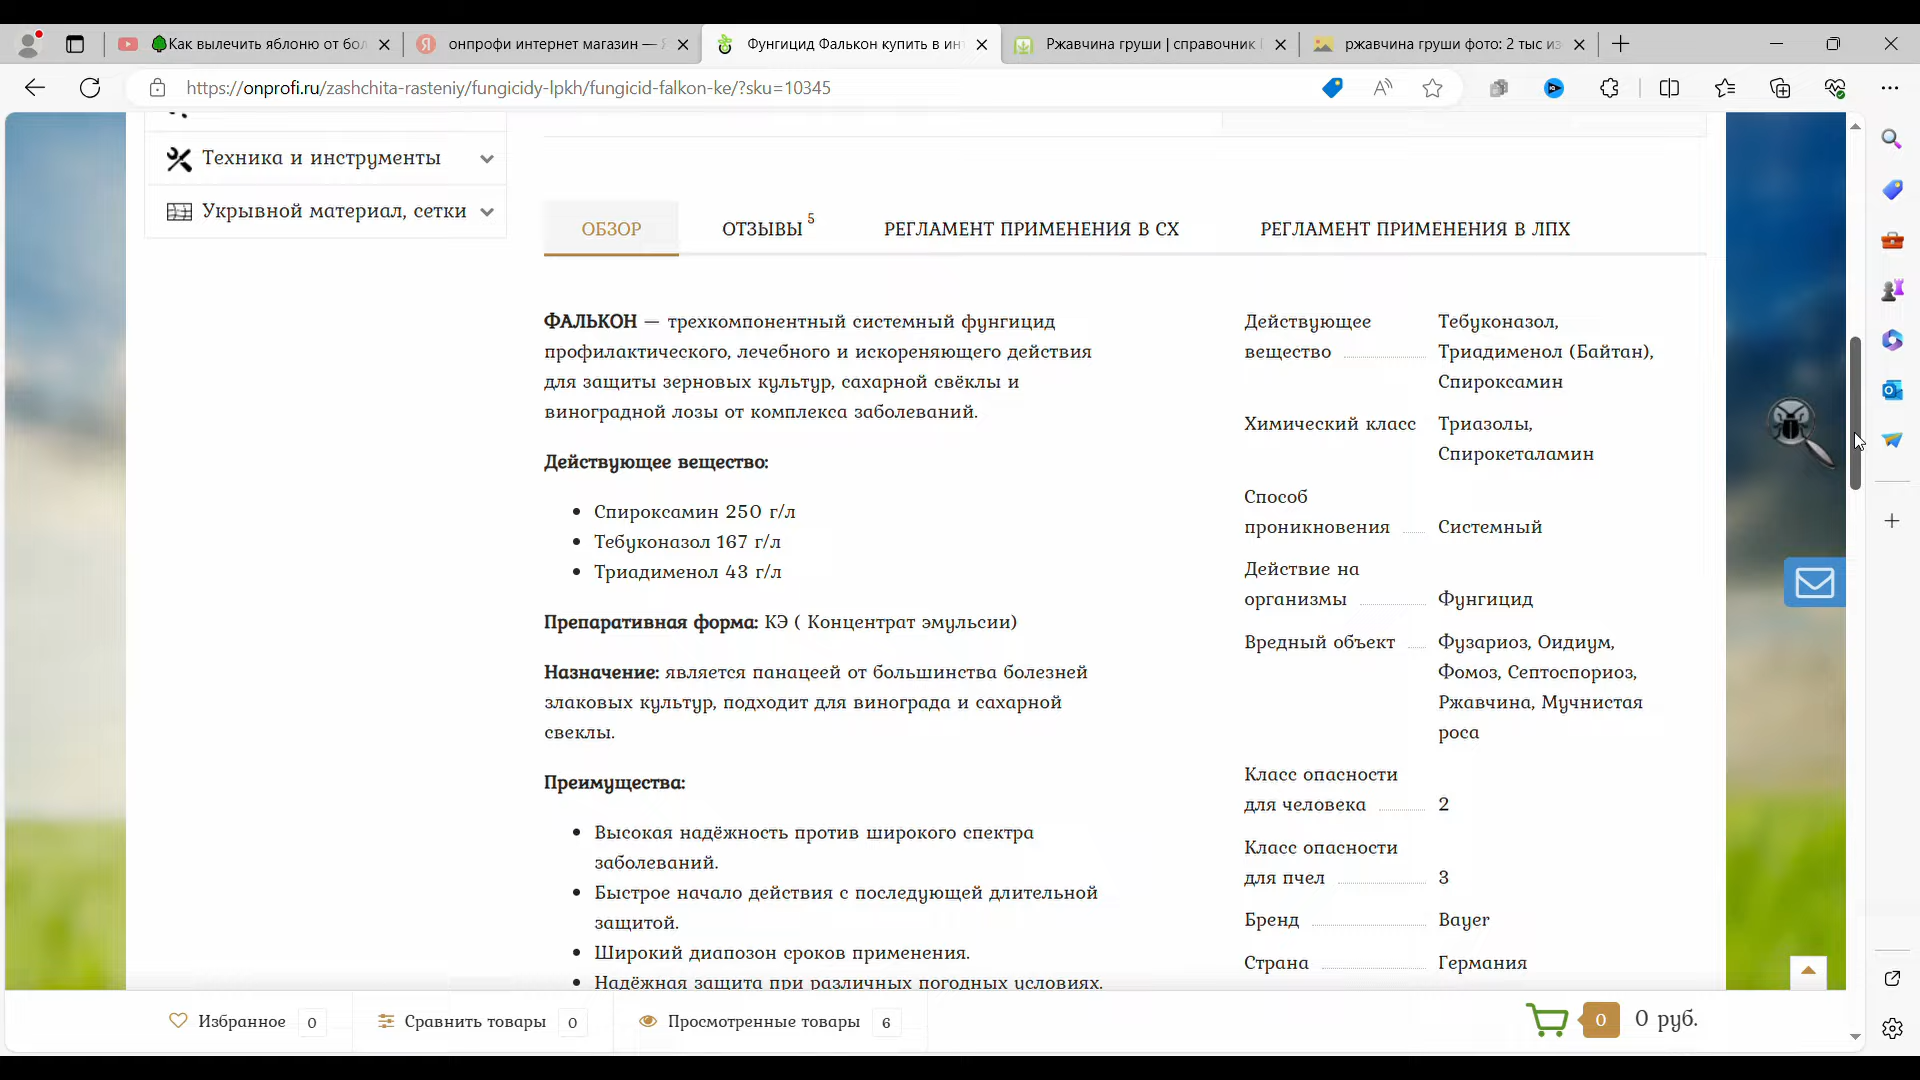 Как вылечить яблоню от бол
онпрофи интернет магазин —
Фунгицид Фалькон купить в ин
Ржавчина груши | справочник
ржавчина груши фото: 2 тыс из
https://onprofi.ru/zashchita-rasteniy/fungicidy-lpkh/fungicid-falkon-ke/?sku=10345
Техника и инструменты
Укрывной материал, сетки
ОБЗОР
ОТЗЫВЫ 5
РЕГЛАМЕНТ ПРИМЕНЕНИЯ В СХ
РЕГЛАМЕНТ ПРИМЕНЕНИЯ В ЛПХ
ФАЛЬКОН — трехкомпонентный системный фунгицид
профилактического, лечебного и искореняющего действия
для защиты зерновых культур, сахарной свёклы и
виноградной лозы от комплекса заболеваний.
Действующее вещество:
Спироксамин 250 г/л
Тебуконазол 167 г/л
Триадименол 43 г/л
Препаративная форма: КЭ ( Концентрат эмульсии)
Назначение: является панацеей от большинства болезней
злаковых культур, подходит для винограда и сахарной
свеклы.
Преимущества:
Высокая надёжность против широкого спектра
заболеваний.
Быстрое начало действия с последующей длительной
защитой.
Широкий диапозон сроков применения.
Надёжная защита при различных погодных условиях.
Действующее
вещество
Тебуконазол,
Триадименол (Байтан),
Спироксамин
Химический класс
Триазолы,
Спирокеталамин
Способ
проникновения
Системный
Действие на
организмы
Фунгицид
Вредный объект
Фузариоз, Оидиум,
Фомоз, Септоспориоз,
Ржавчина, Мучнистая
роса
Класс опасности
для человека
2
Класс опасности
для пчел
3
Бренд
Bayer
Страна
Германия
Избранное 0
Сравнить товары 0
Просмотренные товары 6
0
0 руб.